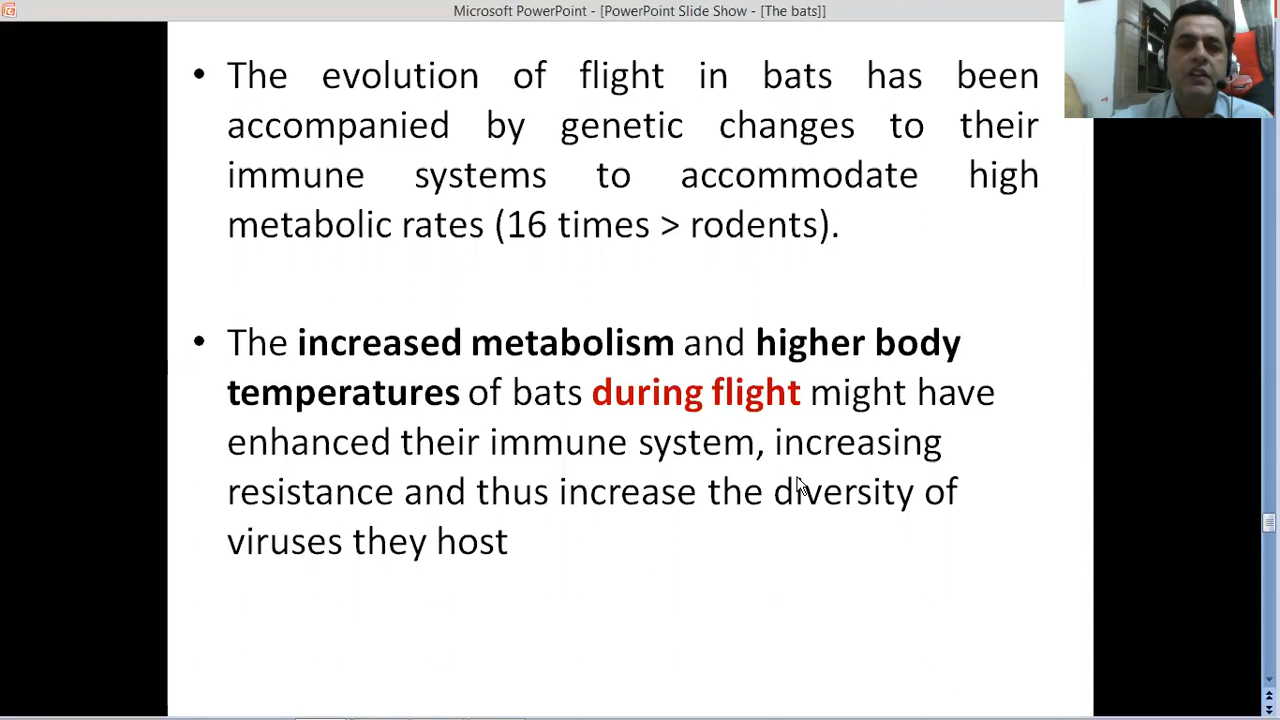 Microsoft PowerPoint - [PowerPoint Slide Show - [The bats]]
• The evolution of flight in bats has been
accompanied by genetic changes to their
immune systems to accommodate high
metabolic rates (16 times > rodents).
• The increased metabolism and higher body
temperatures of bats during flight might have
enhanced their immune system, increasing
resistance and thus increase the diversity of
viruses they host